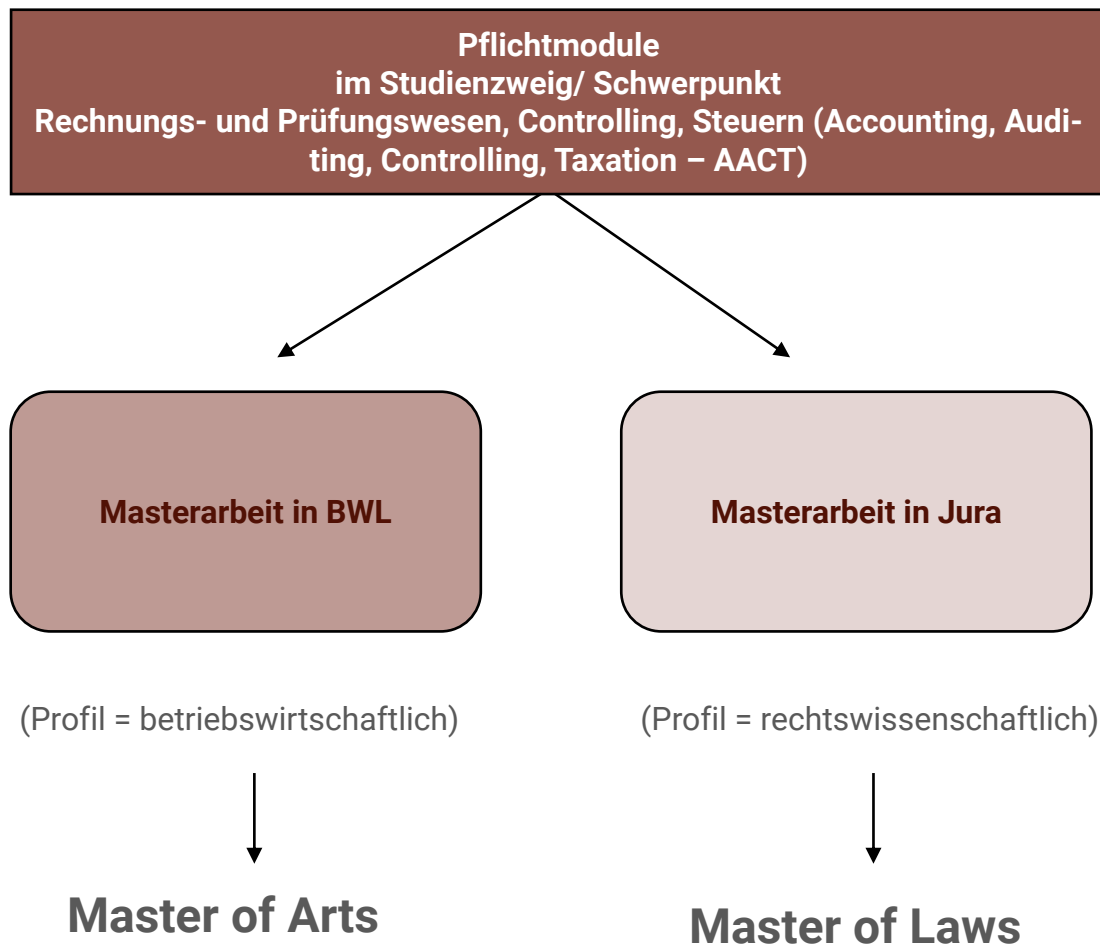 Pflichtmodule
im Studienzweig/ Schwerpunkt
Rechnungs- und Prüfungswesen, Controlling, Steuern (Accounting, Audi-
ting, Controlling, Taxation – AACT)
Masterarbeit in BWL
Masterarbeit in Jura
(Profil = betriebswirtschaftlich)
(Profil = rechtswissenschaftlich)
Master of Arts
Master of Laws